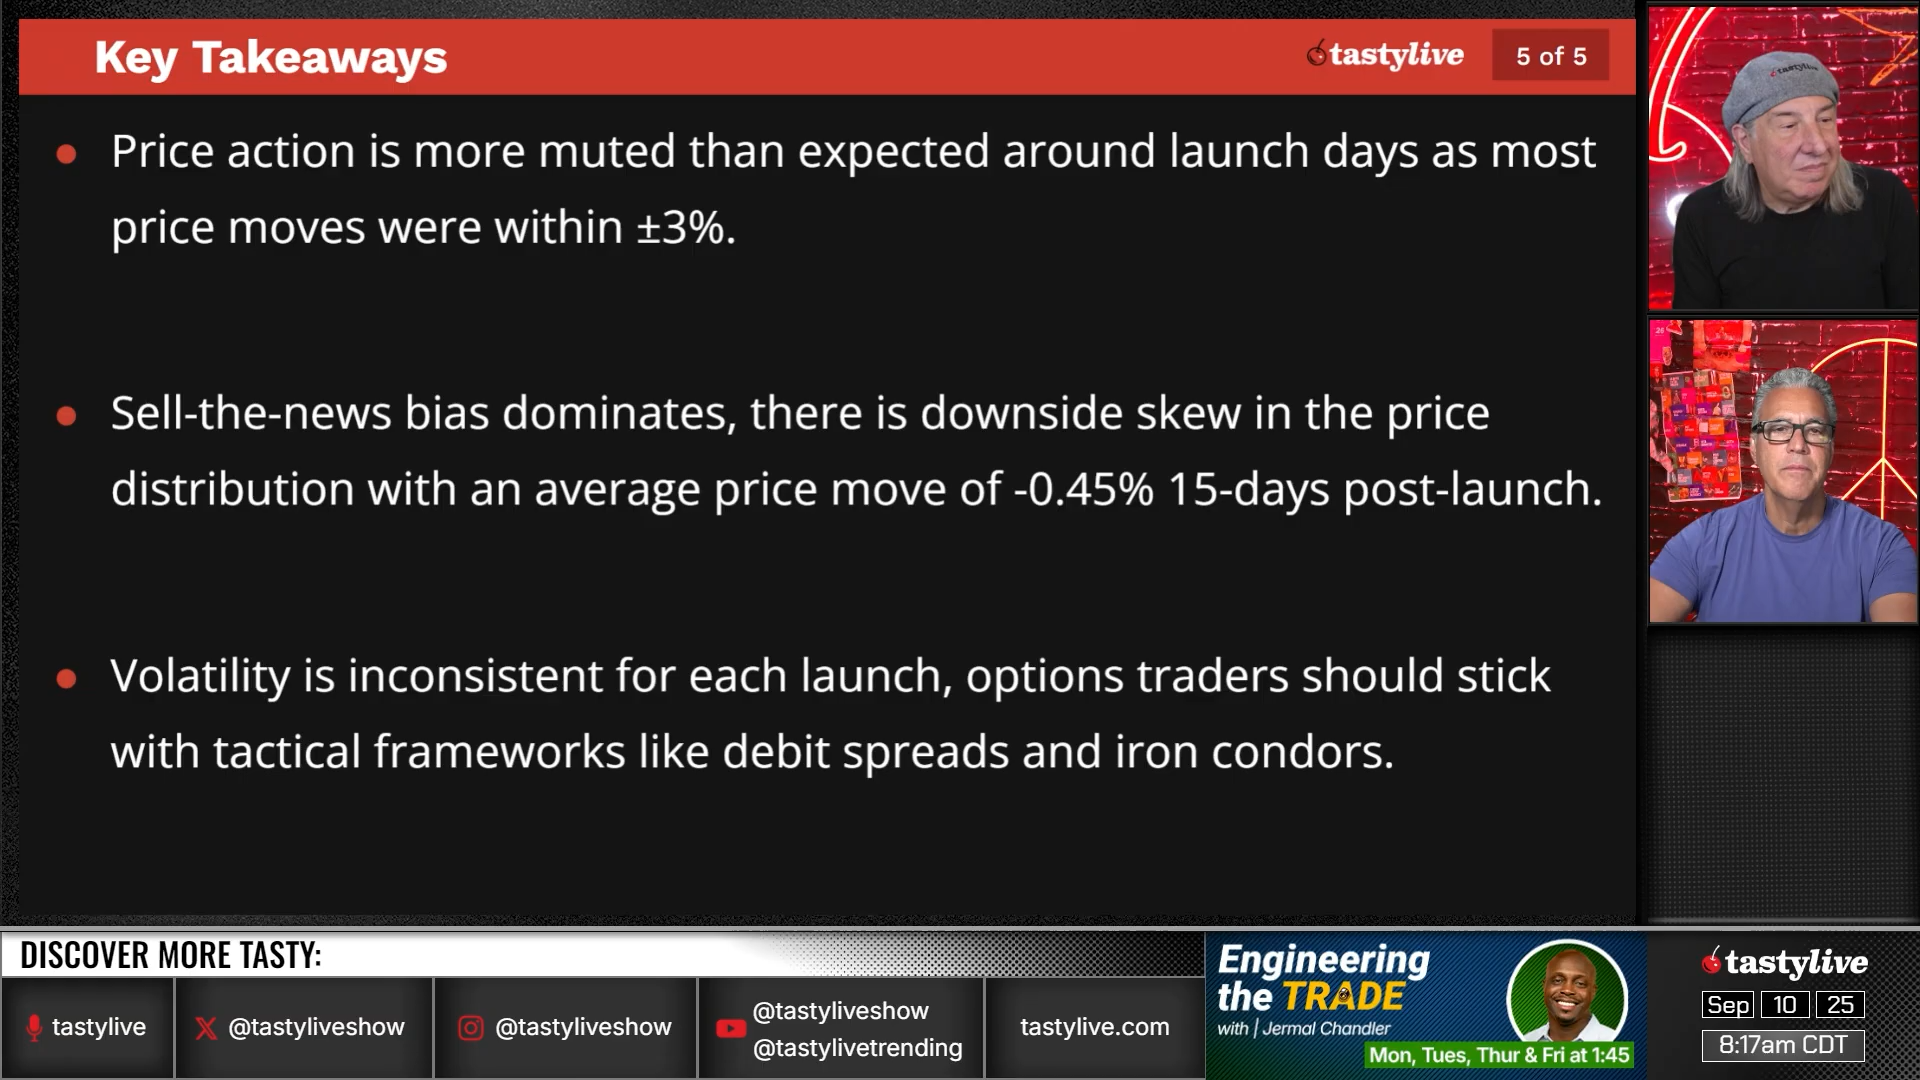 Key Takeaways
tastylive
5 of 5
Price action is more muted than expected around launch days as most
price moves were within ±3%.
Sell-the-news bias dominates, there is downside skew in the price
distribution with an average price move of -0.45% 15-days post-launch.
Volatility is inconsistent for each launch, options traders should stick
with tactical frameworks like debit spreads and iron condors.
tastylive
DISCOVER MORE TASTY:
tastylive
@tastyliveshow
@tastyliveshow
@tastyliveshow
@tastylivetrending
tastylive.com
Engineering
the TRADE
with | Jermal Chandler
Mon, Tues, Thur & Fri at 1:45
tastylive
Sep 10 25
8:17am CDT